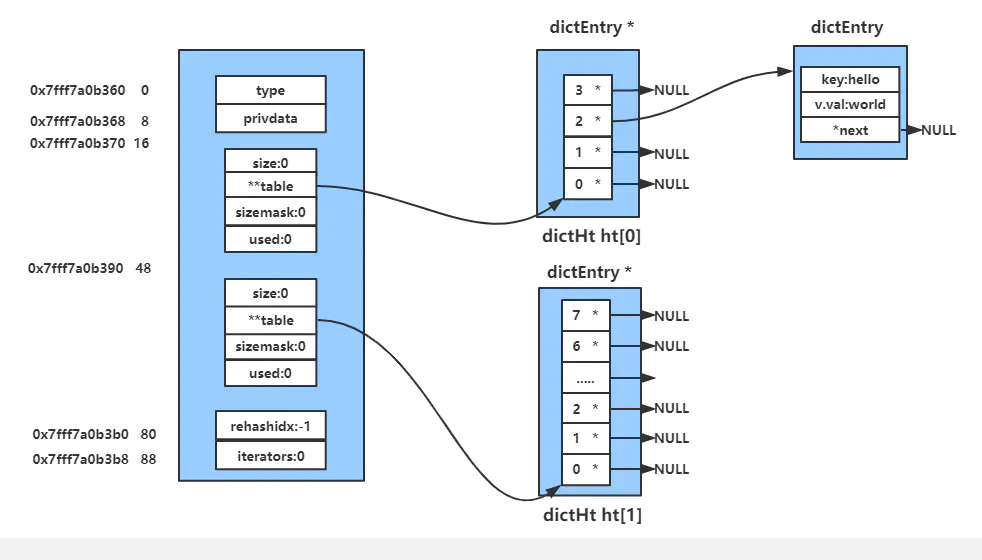 0x7fff7a0b360 0
0x7fff7a0b368 8
0x7fff7a0b370 16
0x7fff7a0b390 48
0x7fff7a0b3b0 80
0x7fff7a0b3b8 88
type
privdata
size:0
**table
sizemask:0
used:0
size:0
**table
sizemask:0
used:0
rehashidx:-1
iterators:0
dictEntry *
3 * NULL
2 *
1 * NULL
0 * NULL
dictHt ht[0]
dictEntry *
7 * NULL
6 * NULL
.....
2 * NULL
1 * NULL
0 * NULL
dictHt ht[1]
dictEntry
key:hello
v.val:world
*next NULL